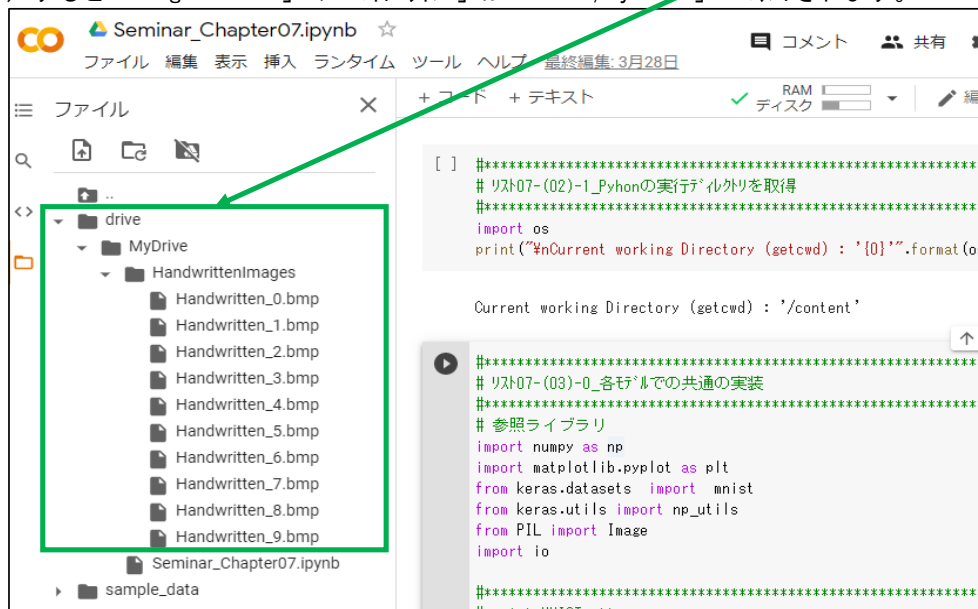 Seminar_Chapter07.ipynb
コメント
共有
ファイル 編集 表示 挿入 ランタイム ツール ヘルプ 最終編集: 3月28日
ファイル
+ コード + テキスト
RAM
ディスク
..
drive
MyDrive
HandwrittenImages
Handwritten_0.bmp
Handwritten_1.bmp
Handwritten_2.bmp
Handwritten_3.bmp
Handwritten_4.bmp
Handwritten_5.bmp
Handwritten_6.bmp
Handwritten_7.bmp
Handwritten_8.bmp
Handwritten_9.bmp
Seminar_Chapter07.ipynb
sample_data
[ ] #************************************************************
# ﾘｽﾄ07-(02)-1_Pyhonの実行ﾃﾞｨﾚｸﾄﾘを取得
#************************************************************
import os
print("¥nCurrent working Directory (getcwd) : '{0}'".format(o
Current working Directory (getcwd) : '/content'
#************************************************************
# ﾘｽﾄ07-(03)-0_各ﾓﾃﾞﾙでの共通の実装
#************************************************************
# 参照ライブラリ
import numpy as np
import matplotlib.pyplot as plt
from keras.datasets import mnist
from keras.utils import np_utils
from PIL import Image
import io
#************************************************************